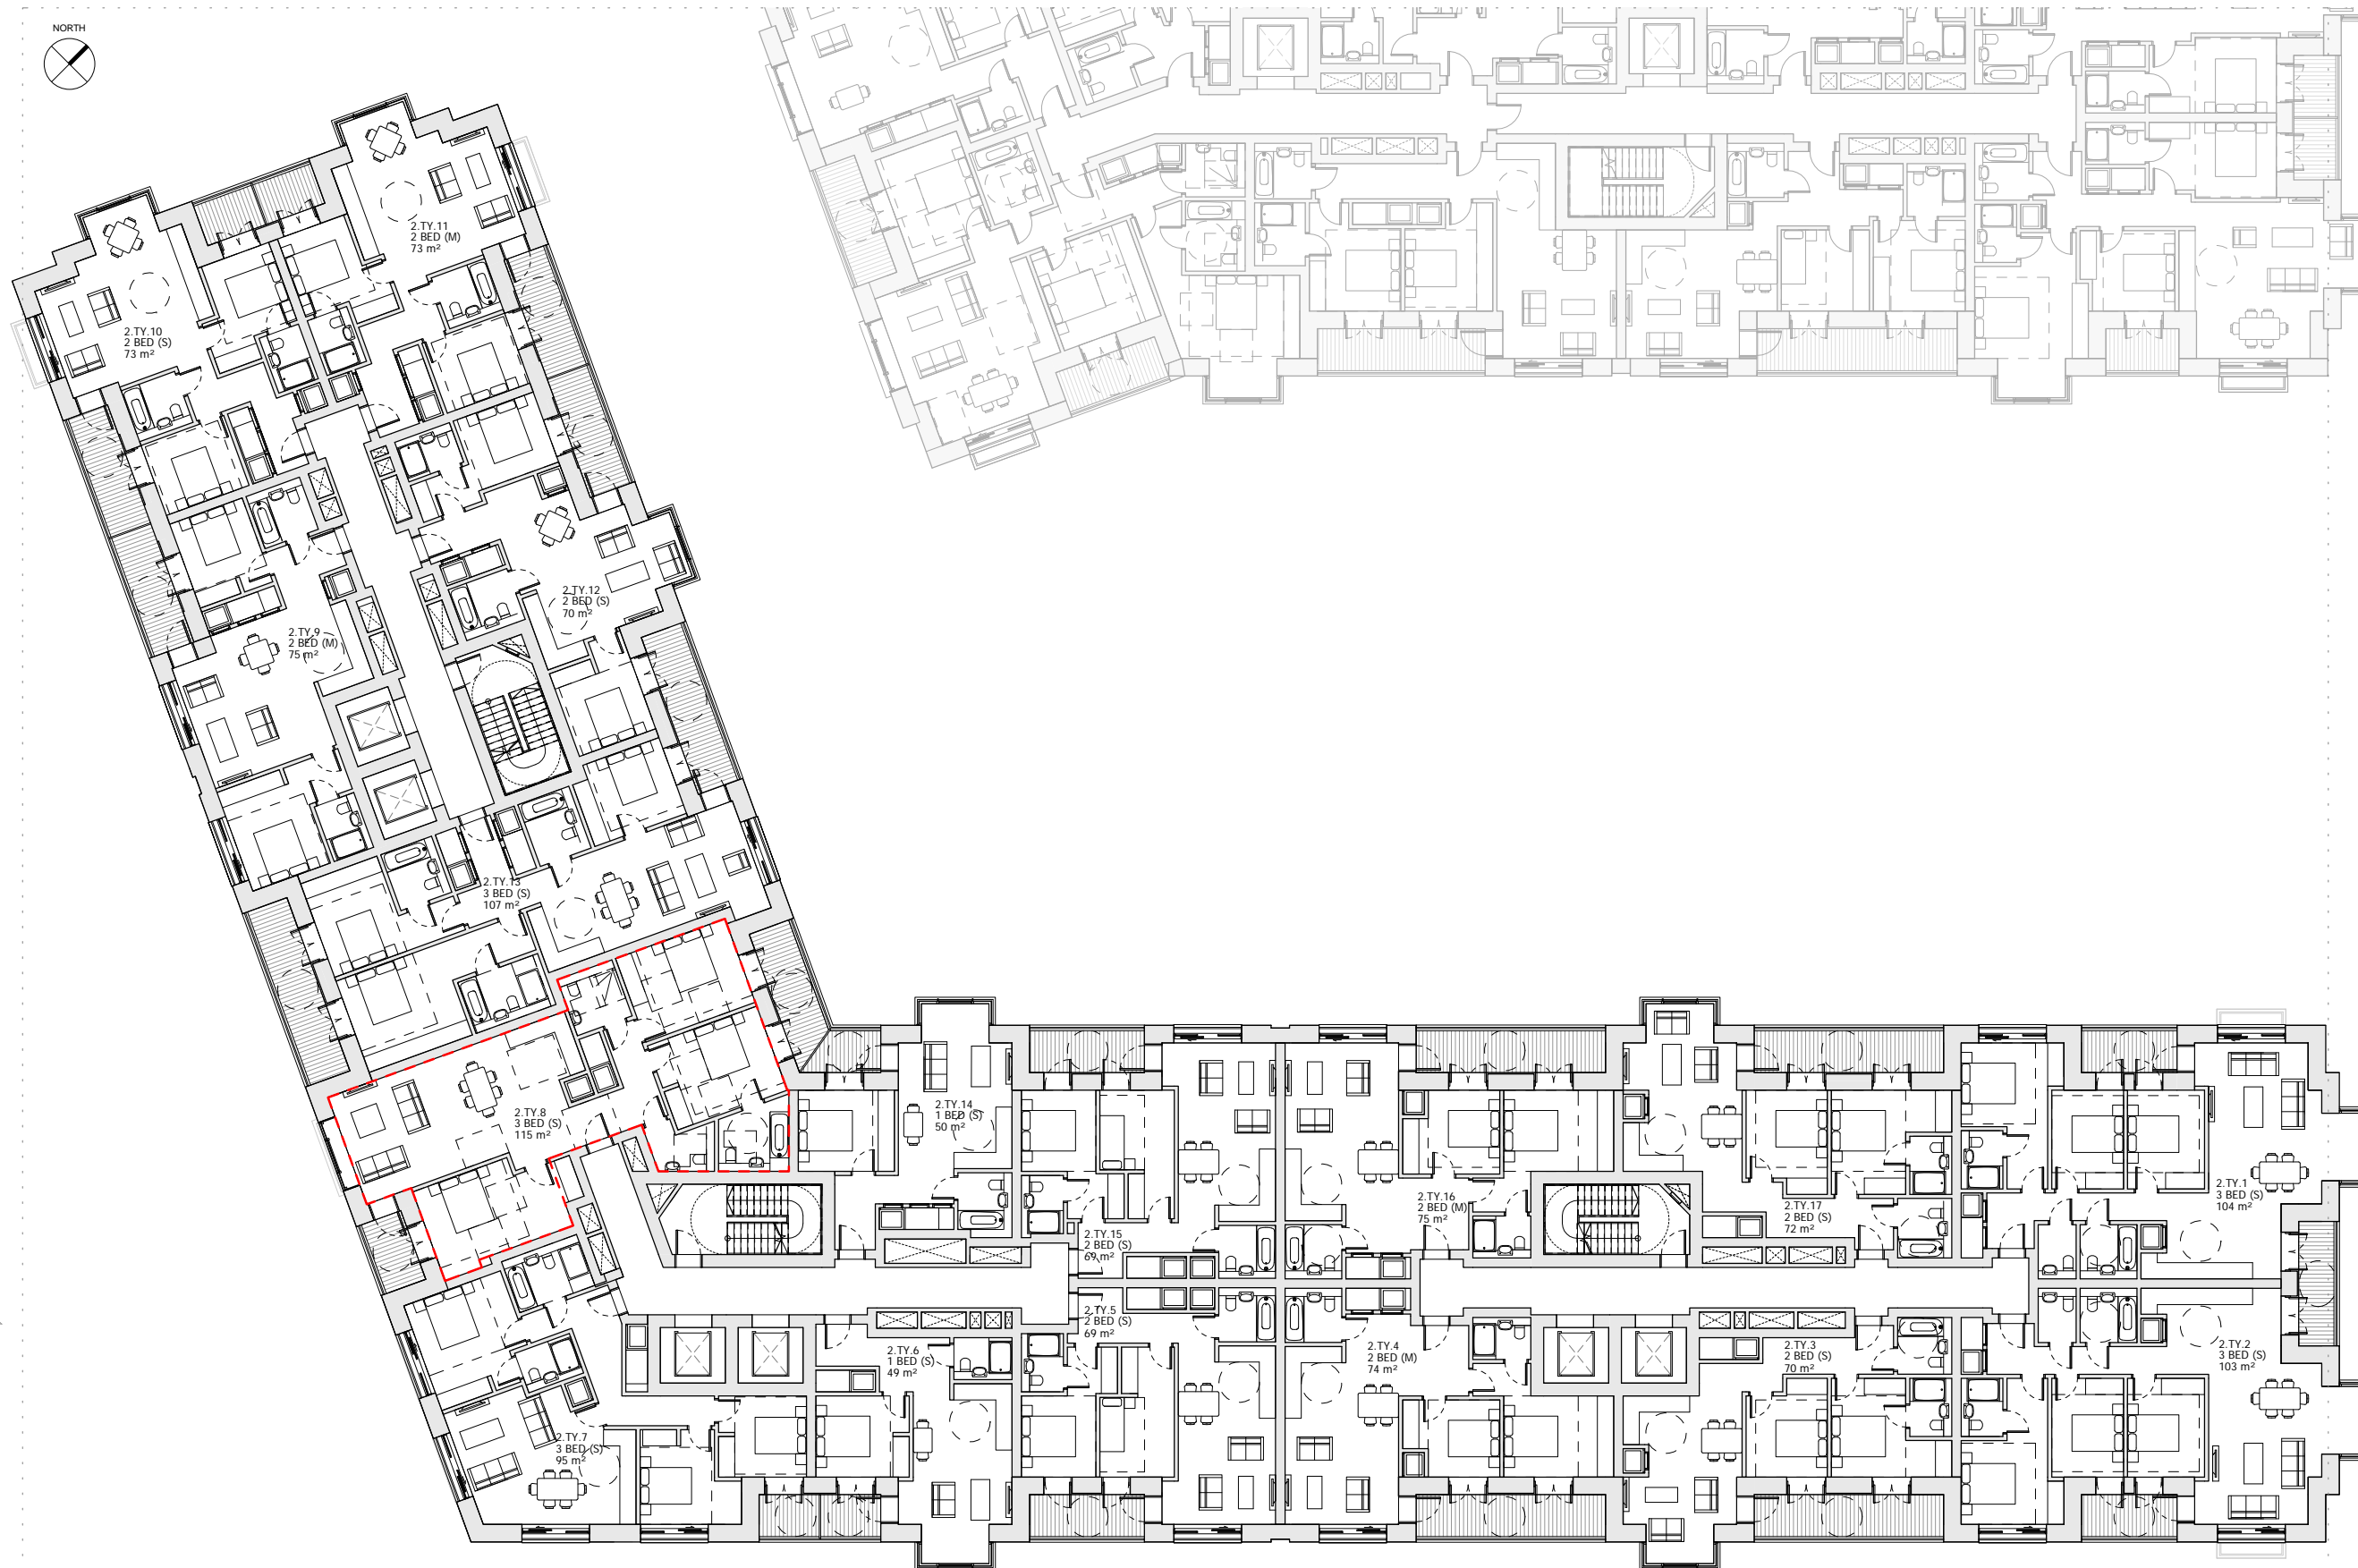 NORTH
2.TY.11
2 BED (M)
73 m²
2.TY.10
2 BED (S)
73 m²
2.TY.12
2 BED (S)
70 m²
2.TY.9
2 BED (M)
75 m²
2.TY.13
3 BED (S)
107 m²
2.TY.8
3 BED (S)
115 m²
2.TY.14
1 BED (S)
50 m²
2.TY.15
2 BED (S)
69 m²
2.TY.16
2 BED (M)
75 m²
2.TY.17
2 BED (S)
72 m²
2.TY.1
3 BED (S)
104 m²
2.TY.5
2 BED (S)
69 m²
2.TY.6
1 BED (S)
49 m²
2.TY.4
2 BED (M)
74 m²
2.TY.3
2 BED (S)
70 m²
2.TY.2
3 BED (S)
103 m²
2.TY.7
3 BED (S)
95 m²